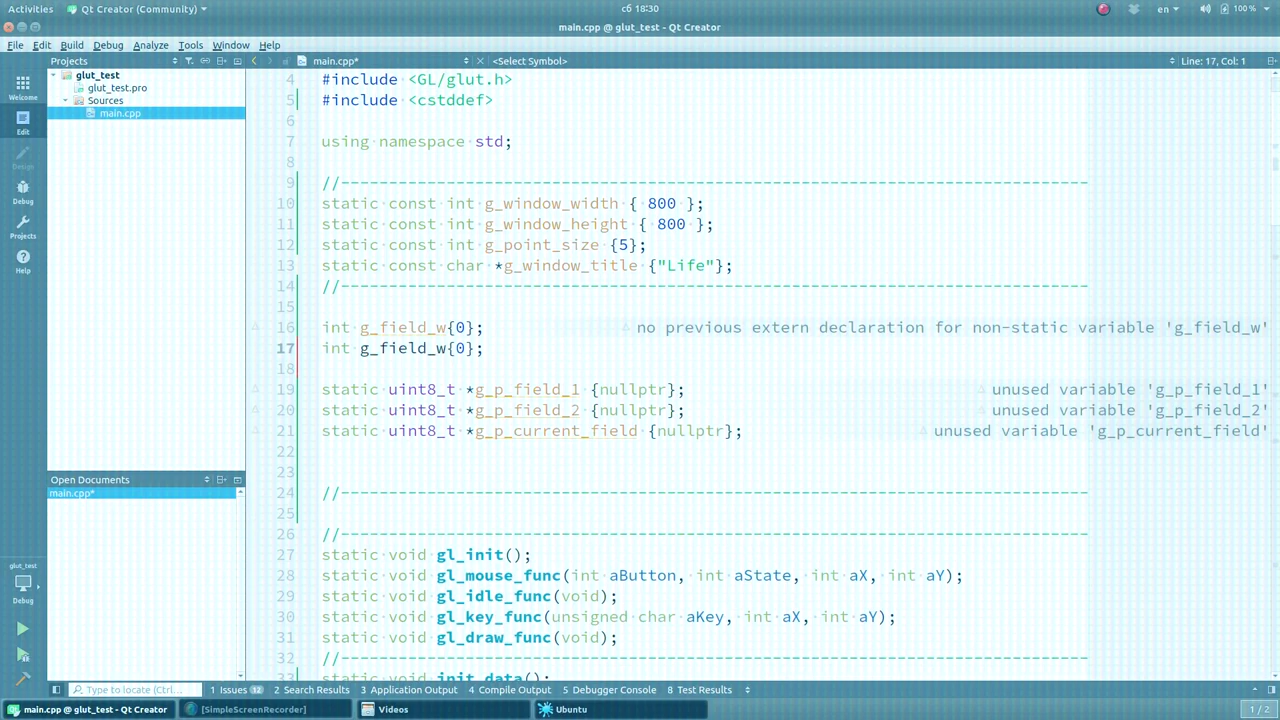 Activities Qt Creator (Community) сб 18:30 en 100 %
main.cpp @ glut_test - Qt Creator
File Edit Build Debug Analyze Tools Window Help
Projects main.cpp* <Select Symbol> Line: 17, Col: 1
glut_test
glut_test.pro
Sources
main.cpp
Welcome
Edit
Design
Debug
Projects
Help
4 #include <GL/glut.h>
5 #include <cstddef>
6
7 using namespace std;
8
9 //------------------------------------------------------------------------------
10 static const int g_window_width { 800 };
11 static const int g_window_height { 800 };
12 static const int g_point_size {5};
13 static const char *g_window_title {"Life"};
14 //------------------------------------------------------------------------------
15
16 int g_field_w{0}; no previous extern declaration for non-static variable 'g_field_w'
17 int g_field_w{0};
18
19 static uint8_t *g_p_field_1 {nullptr}; unused variable 'g_p_field_1'
20 static uint8_t *g_p_field_2 {nullptr}; unused variable 'g_p_field_2'
21 static uint8_t *g_p_current_field {nullptr}; unused variable 'g_p_current_field'
22
23
24 //------------------------------------------------------------------------------
25
26 //------------------------------------------------------------------------------
27 static void gl_init();
28 static void gl_mouse_func(int aButton, int aState, int aX, int aY);
29 static void gl_idle_func(void);
30 static void gl_key_func(unsigned char aKey, int aX, int aY);
31 static void gl_draw_func(void);
32 //------------------------------------------------------------------------------
33 static void init_data();
Open Documents
main.cpp*
glut_test
Debug
Type to locate (Ctrl... 1 Issues 12 2 Search Results 3 Application Output 4 Compile Output 5 Debugger Console 8 Test Results
main.cpp @ glut_test - Qt Creator [SimpleScreenRecorder] Videos Ubuntu 1 / 2